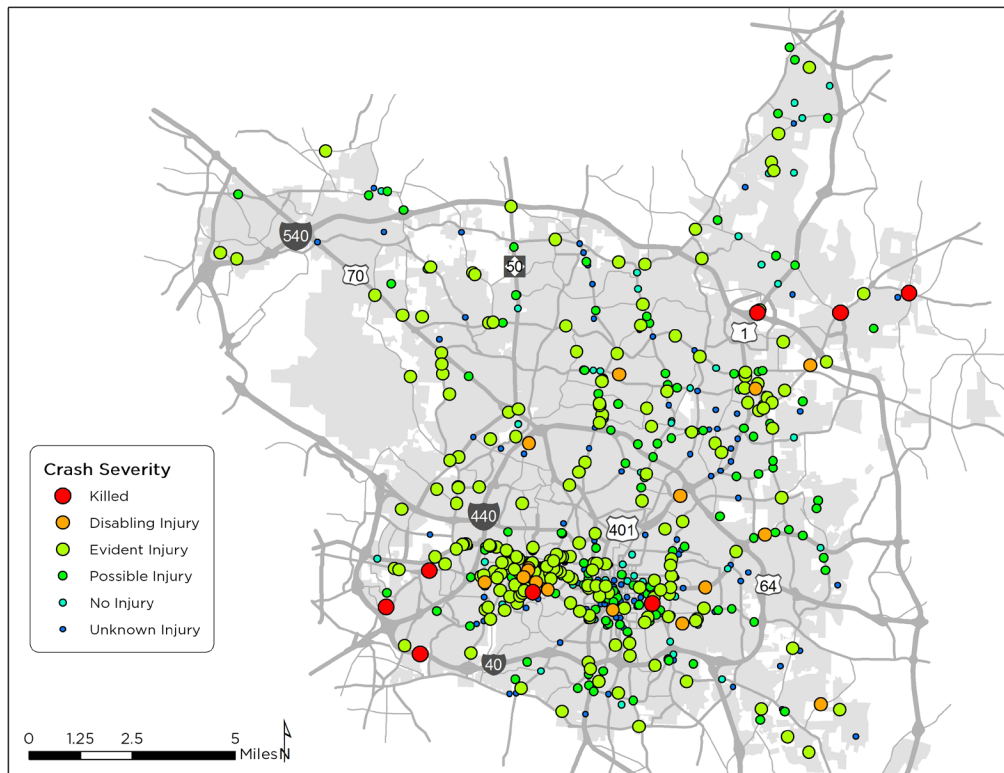 540
70
50
1
Crash Severity
Killed
Disabling Injury
Evident Injury
Possible Injury
No Injury
Unknown Injury
440
401
64
40
0 1.25 2.5 5
Miles N